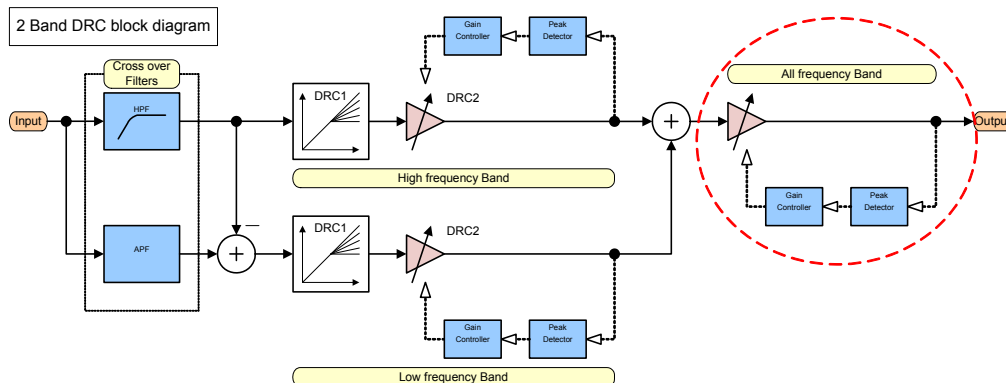 2 Band DRC block diagram
Cross over
Filters
Input
HPF
APF
DRC1
DRC2
Gain
Controller
Peak
Detector
High frequency Band
DRC1
DRC2
Gain
Controller
Peak
Detector
Low frequency Band
All frequency Band
Gain
Controller
Peak
Detector
Output